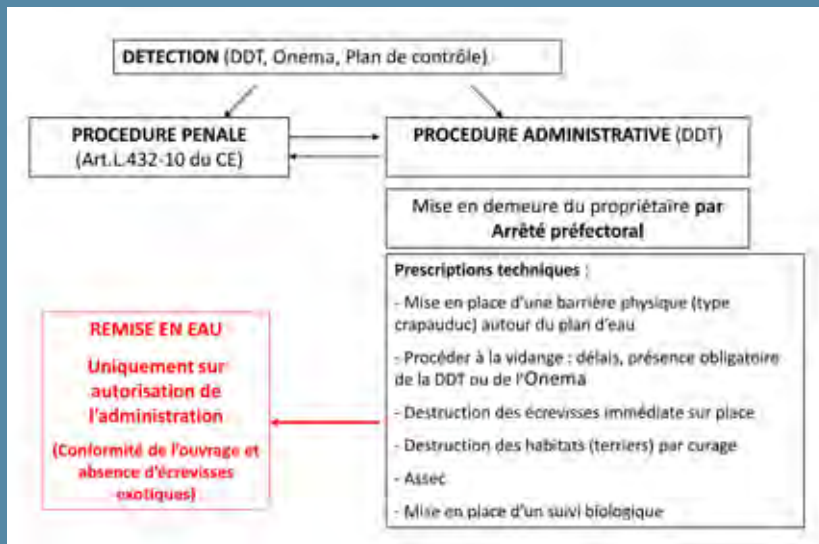 DETECTION (DDT, Onema, Plan de contrôle)
PROCEDURE PENALE
(Art.L.432-10 du CE)
PROCEDURE ADMINISTRATIVE (DDT)
Mise en demeure du propriétaire par
Arrêté préfectoral
Prescriptions techniques :
- Mise en place d'une barrière physique (type
crapauduc) autour du plan d'eau
- Procéder à la vidange : délais, présence obligatoire
de la DDT ou de l'Onema
- Destruction des écrevisses immédiate sur place
- Destruction des habitats (terriers) par curage
- Assec
- Mise en place d'un suivi biologique
REMISE EN EAU
Uniquement sur
autorisation de
l'administration
(Conformité de l'ouvrage et
absence d'écrevisses
exotiques)